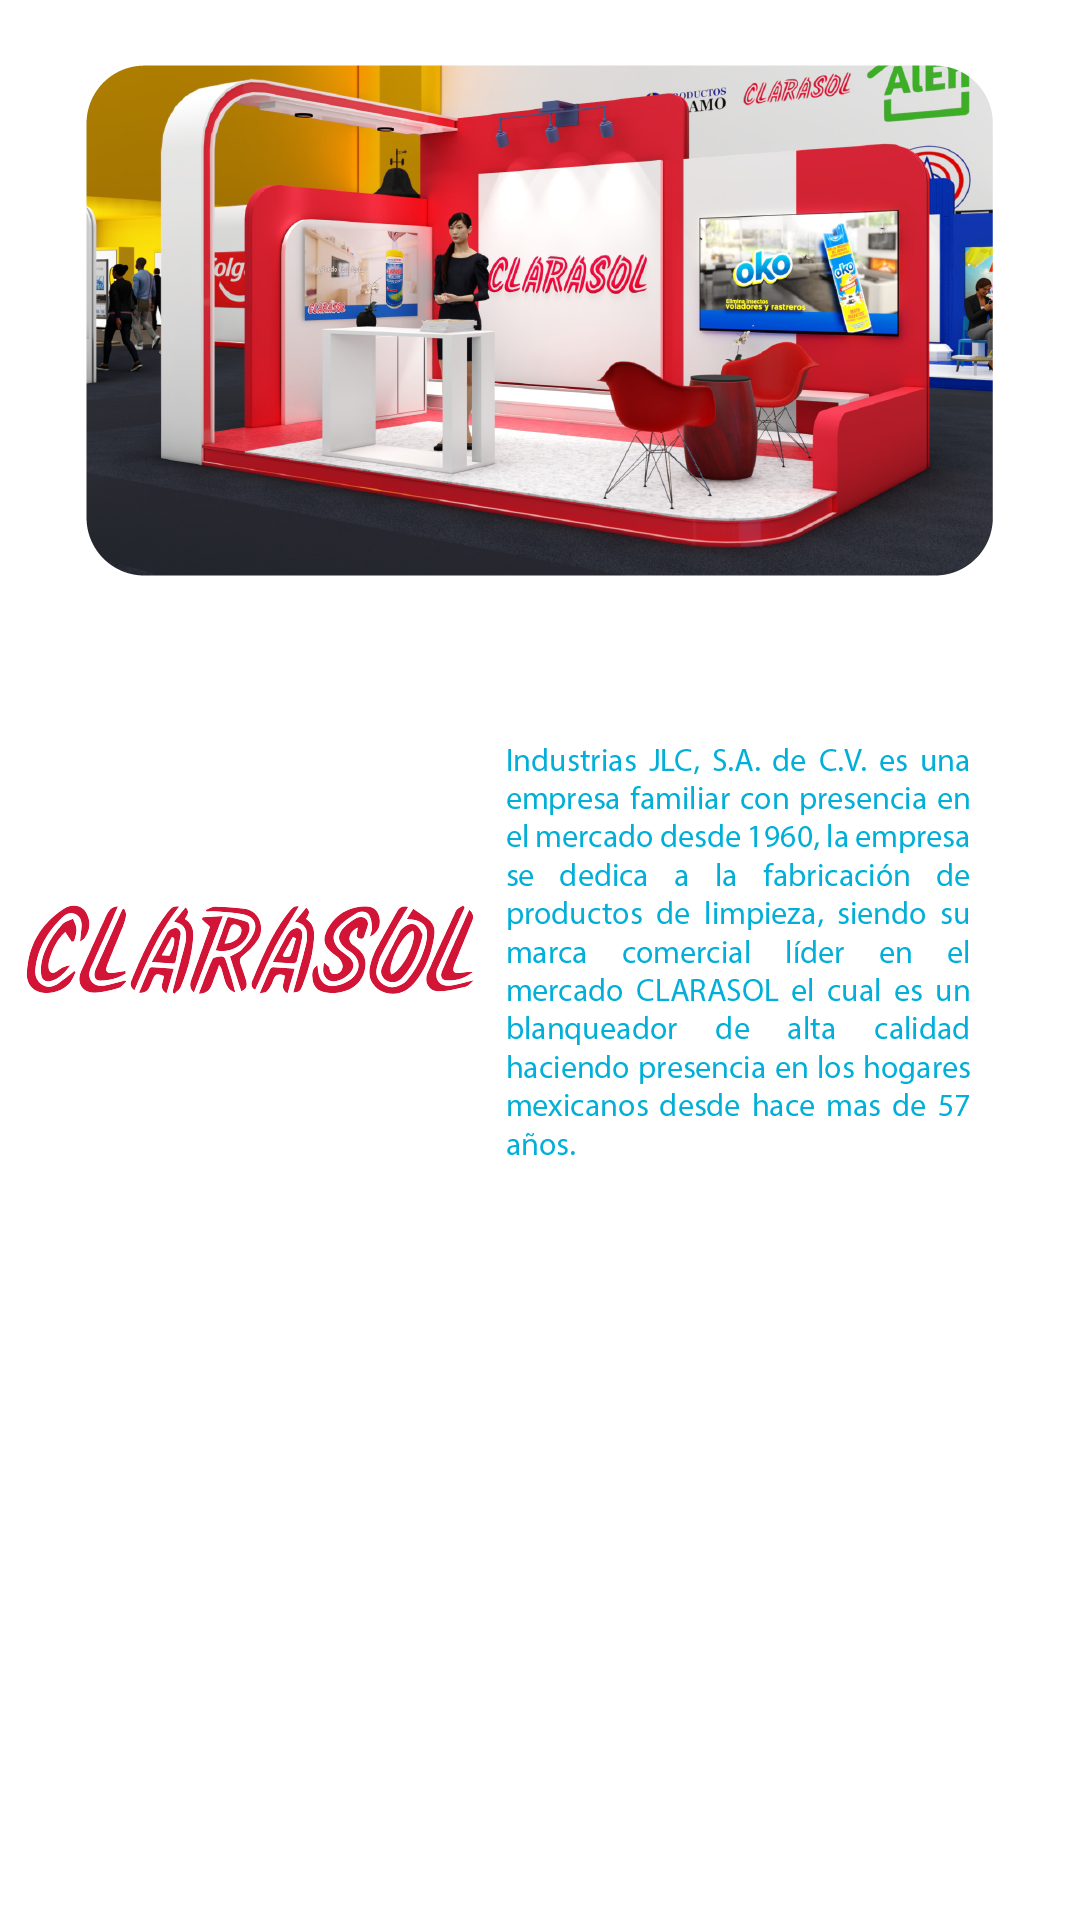 CLARASOL
AlEn
AMO
CLARASOL
oko
oko
Elimina insectos
voladores y rastreros
CLARASOL
Industrias JLC, S.A. de C.V. es una
empresa familiar con presencia en
el mercado desde 1960, la empresa
se dedica a la fabricación de
productos de limpieza, siendo su
marca comercial líder en el
mercado CLARASOL el cual es un
blanqueador de alta calidad
haciendo presencia en los hogares
mexicanos desde hace mas de 57
años.
CLARASOL